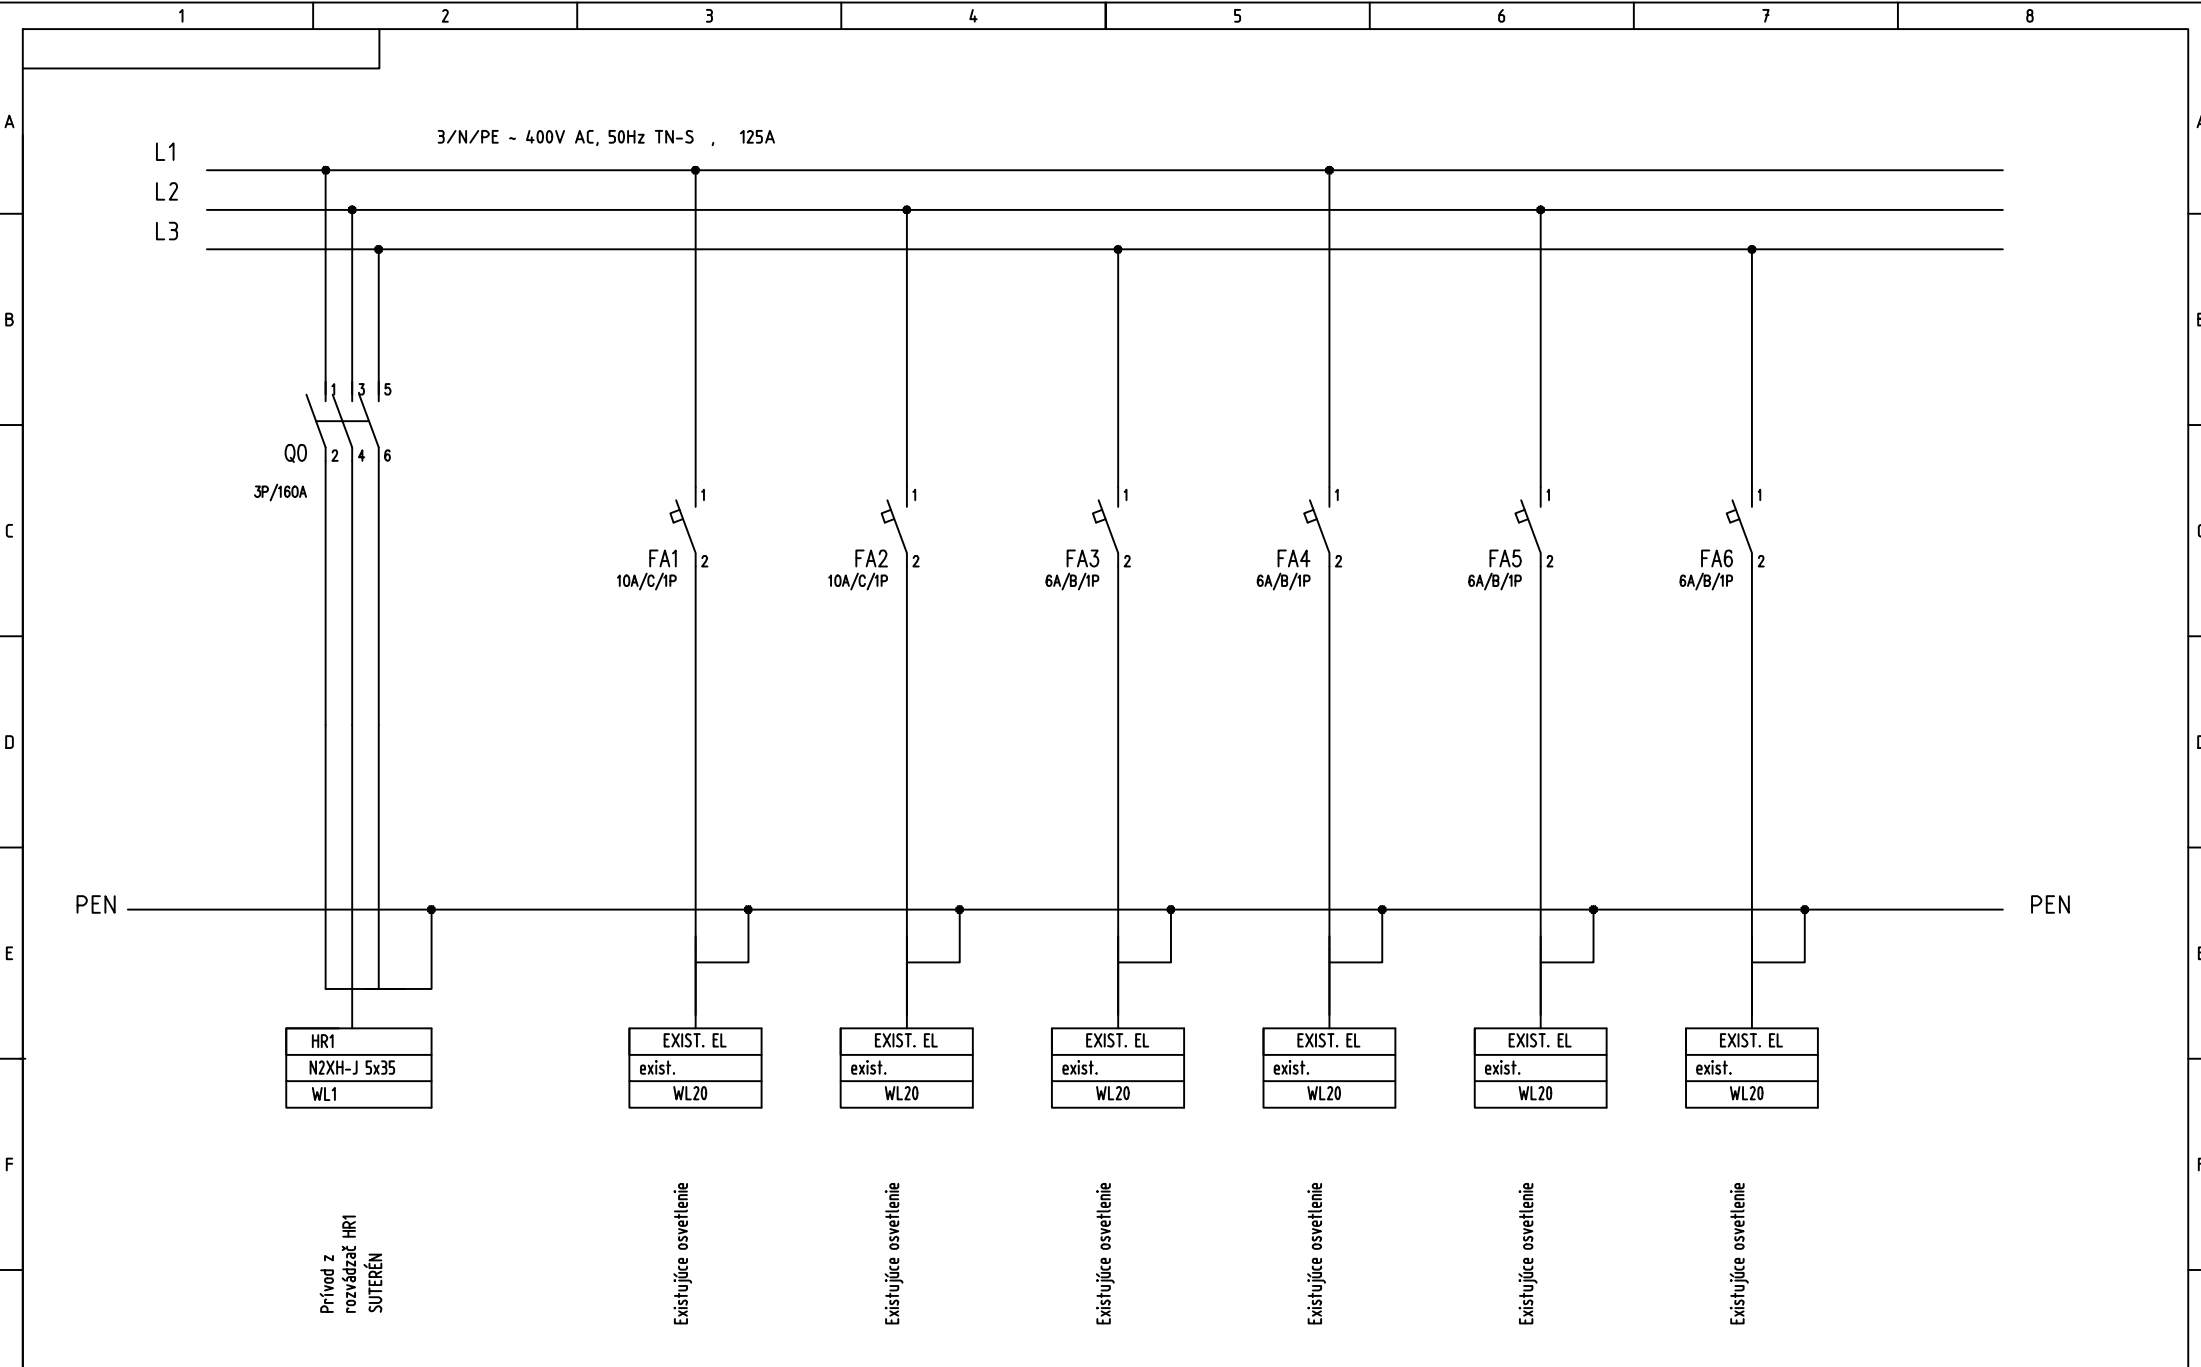 1 2 3 4 5 6 7 8
A
3/N/PE ~ 400V AC, 50Hz TN-S , 125A
L1
L2
L3
B
1 3 5
Q0 2 4 6
3P/160A
1 1 1 1 1 1
C
FA1 2 FA2 2 FA3 2 FA4 2 FA5 2 FA6 2
10A/C/1P 10A/C/1P 6A/B/1P 6A/B/1P 6A/B/1P 6A/B/1P
D D
PEN PEN
E
HR1 EXIST. EL EXIST. EL EXIST. EL EXIST. EL EXIST. EL EXIST. EL
N2XH-J 5x35 exist. exist. exist. exist. exist. exist.
WL1 WL20 WL20 WL20 WL20 WL20 WL20
F
Prívod z
rozvádzač HR1
SUTERÉN
Existujúce osvetlenie
Existujúce osvetlenie
Existujúce osvetlenie
Existujúce osvetlenie
Existujúce osvetlenie
Existujúce osvetlenie